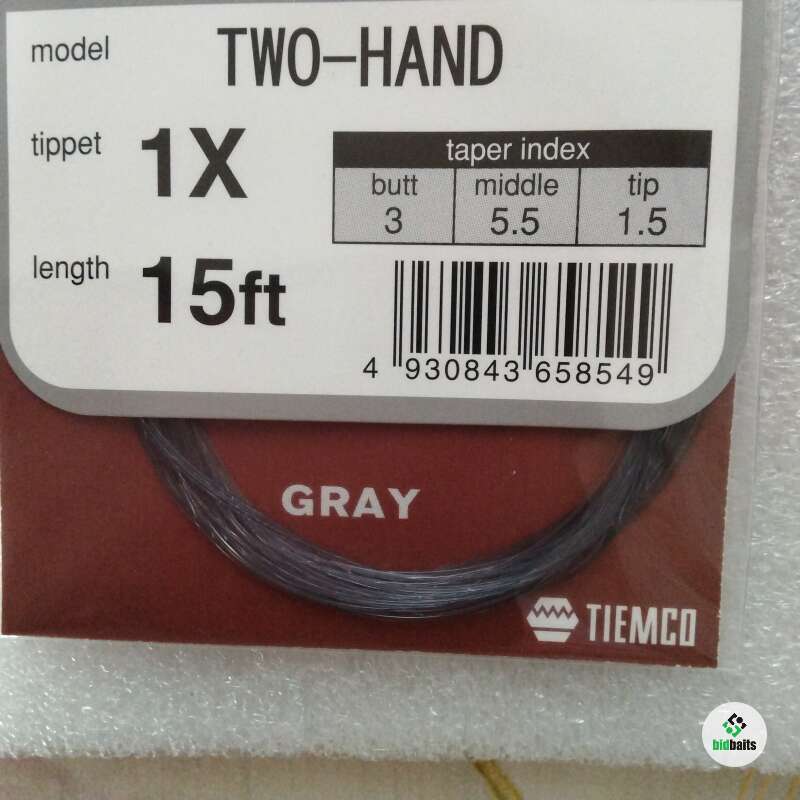 model TWO-HAND
tippet 1X
taper index
butt middle tip
3 5.5 1.5
length 15ft
4 930843 658549
GRAY
TIEMCO
bidbaits